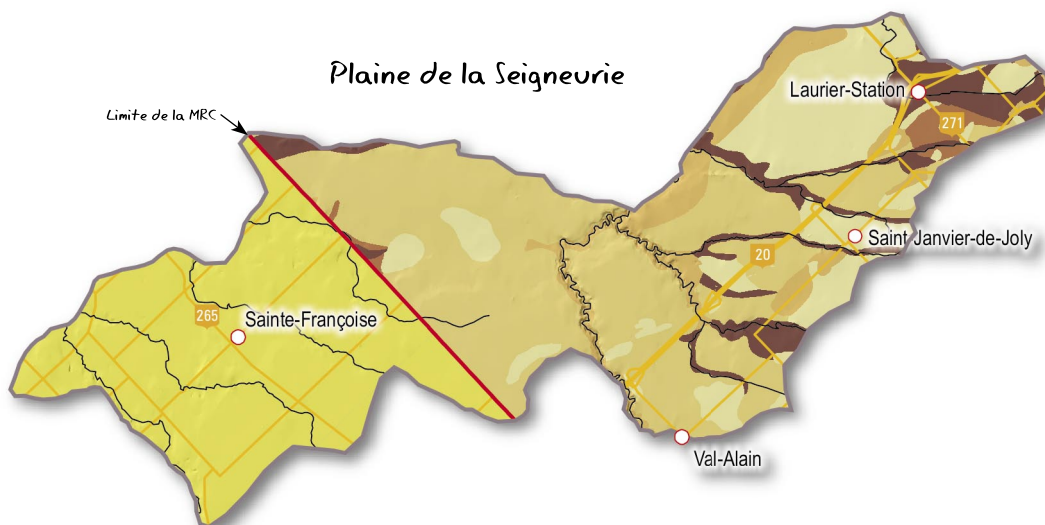 Plaine de la Seigneurie
Limite de la MRC
Laurier-Station
271
Saint Janvier-de-Joly
20
265
Sainte-Françoise
Val-Alain